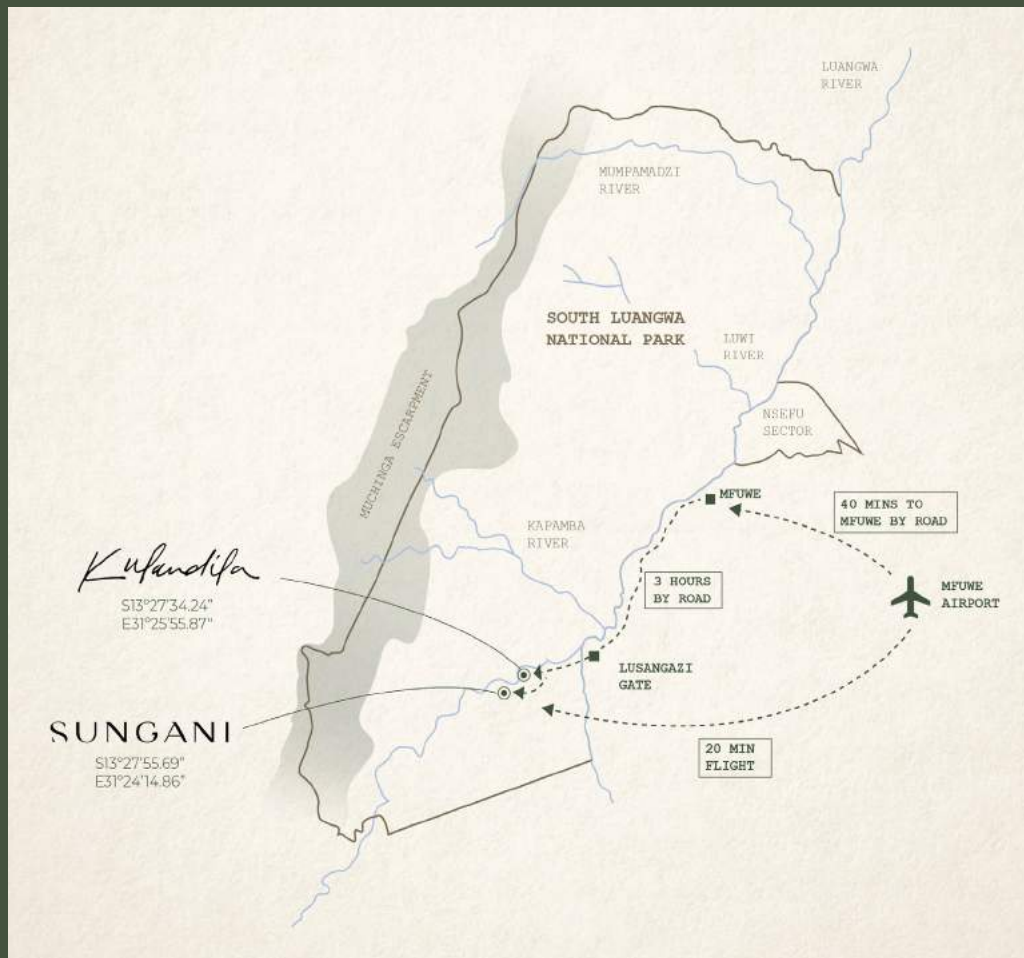 LUANGWA
RIVER
MUMPAMADZI
RIVER
SOUTH LUANGWA
NATIONAL PARK
LUWI
RIVER
MUCHINGA ESCARPMENT
NSEFU
SECTOR
MFUWE
40 MINS TO
MFUWE BY ROAD
KAPAMBA
RIVER
Kulandila
S13°27'34.24"
E31°25'55.87"
3 HOURS
BY ROAD
MFUWE
AIRPORT
LUSANGAZI
GATE
SUNGANI
S13°27'55.69"
E31°24'14.86"
20 MIN
FLIGHT